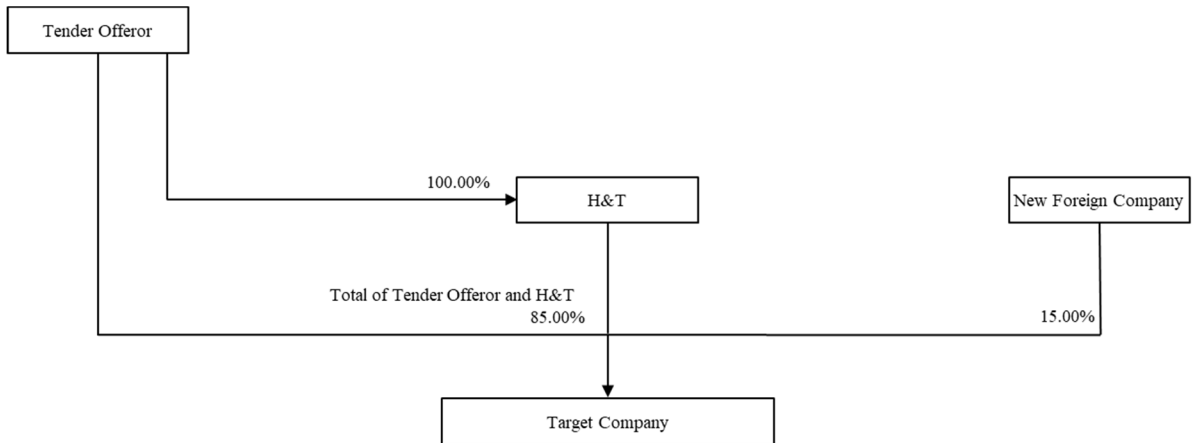 Tender Offeror
100.00%
H&T
New Foreign Company
Total of Tender Offeror and H&T
85.00%
15.00%
Target Company